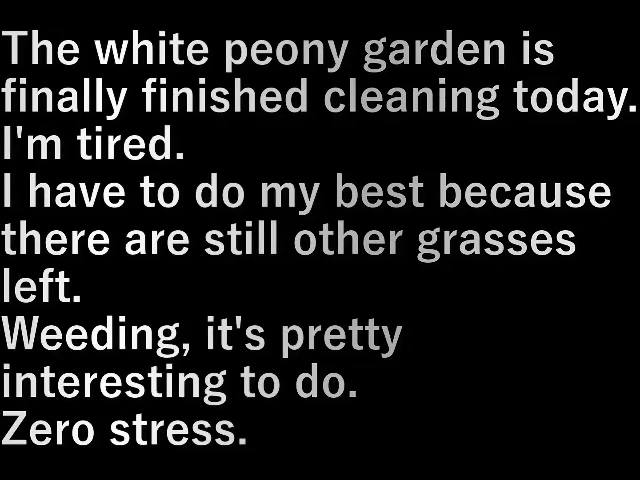 The white peony garden is
finally finished cleaning today.
I'm tired.
I have to do my best because
there are still other grasses
left.
Weeding, it's pretty
interesting to do.
Zero stress.